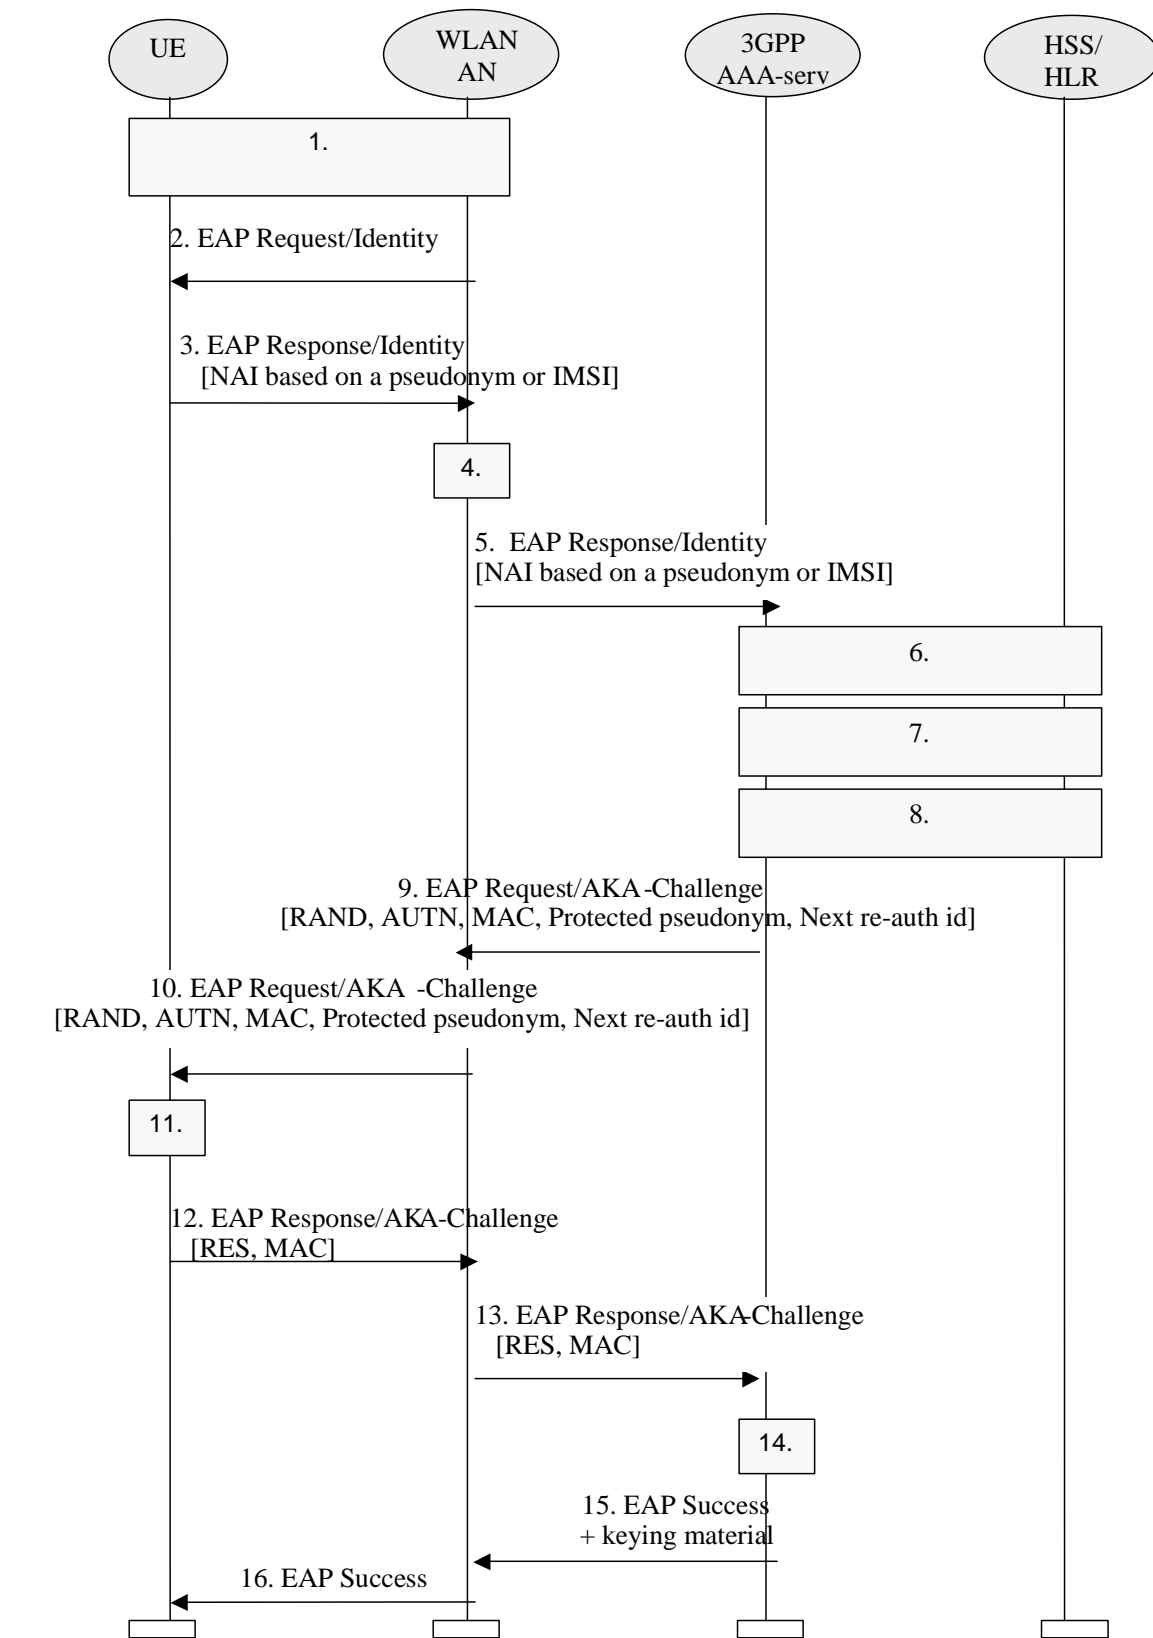 UE
WLAN
AN
3GPP
AAA-serv
HSS/
HLR
1.
2. EAP Request/Identity
3. EAP Response/Identity
[NAI based on a pseudonym or IMSI]
4.
5. EAP Response/Identity
[NAI based on a pseudonym or IMSI]
6.
7.
8.
9. EAP Request/AKA-Challenge
[RAND, AUTN, MAC, Protected pseudonym, Next re-auth id]
10. EAP Request/AKA -Challenge
[RAND, AUTN, MAC, Protected pseudonym, Next re-auth id]
11.
12. EAP Response/AKA-Challenge
[RES, MAC]
13. EAP Response/AKA-Challenge
[RES, MAC]
14.
15. EAP Success
+ keying material
16. EAP Success